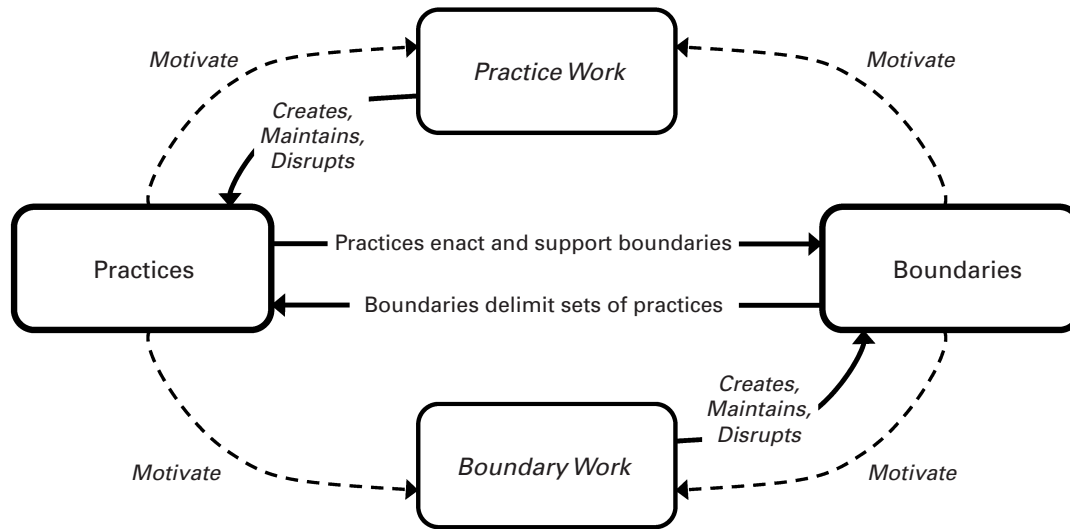 Motivate
Practice Work
Motivate
Creates,
Maintains,
Disrupts
Practices
Practices enact and support boundaries
Boundaries delimit sets of practices
Boundaries
Creates,
Maintains,
Disrupts
Motivate
Boundary Work
Motivate